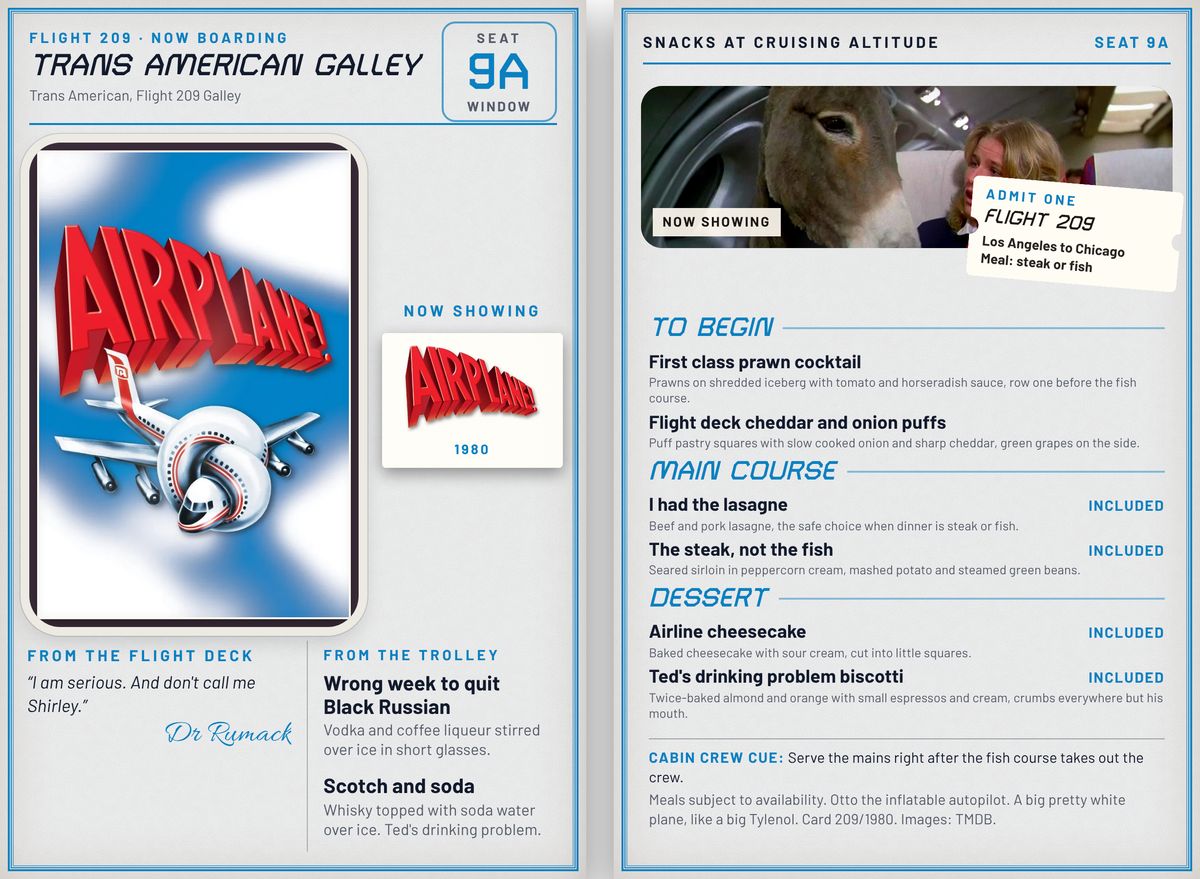 FLIGHT 209 · NOW BOARDING
TRANS AMERICAN GALLEY
Trans American, Flight 209 Galley
SEAT
9A
WINDOW
AIRPLANE!
NOW SHOWING
AIRPLANE!
1980
FROM THE FLIGHT DECK
“I am serious. And don't call me
Shirley.”
Dr Rumack
FROM THE TROLLEY
Wrong week to quit
Black Russian
Vodka and coffee liqueur stirred
over ice in short glasses.
Scotch and soda
Whisky topped with soda water
over ice. Ted's drinking problem.
SNACKS AT CRUISING ALTITUDE
SEAT 9A
NOW SHOWING
ADMIT ONE
FLIGHT 209
Los Angeles to Chicago
Meal: steak or fish
TO BEGIN
First class prawn cocktail
Prawns on shredded iceberg with tomato and horseradish sauce, row one before the fish
course.
Flight deck cheddar and onion puffs
Puff pastry squares with slow cooked onion and sharp cheddar, green grapes on the side.
MAIN COURSE
I had the lasagne INCLUDED
Beef and pork lasagne, the safe choice when dinner is steak or fish.
The steak, not the fish INCLUDED
Seared sirloin in peppercorn cream, mashed potato and steamed green beans.
DESSERT
Airline cheesecake INCLUDED
Baked cheesecake with sour cream, cut into little squares.
Ted's drinking problem biscotti INCLUDED
Twice-baked almond and orange with small espressos and cream, crumbs everywhere but his
mouth.
CABIN CREW CUE: Serve the mains right after the fish course takes out the
crew.
Meals subject to availability. Otto the inflatable autopilot. A big pretty white
plane, like a big Tylenol. Card 209/1980. Images: TMDB.